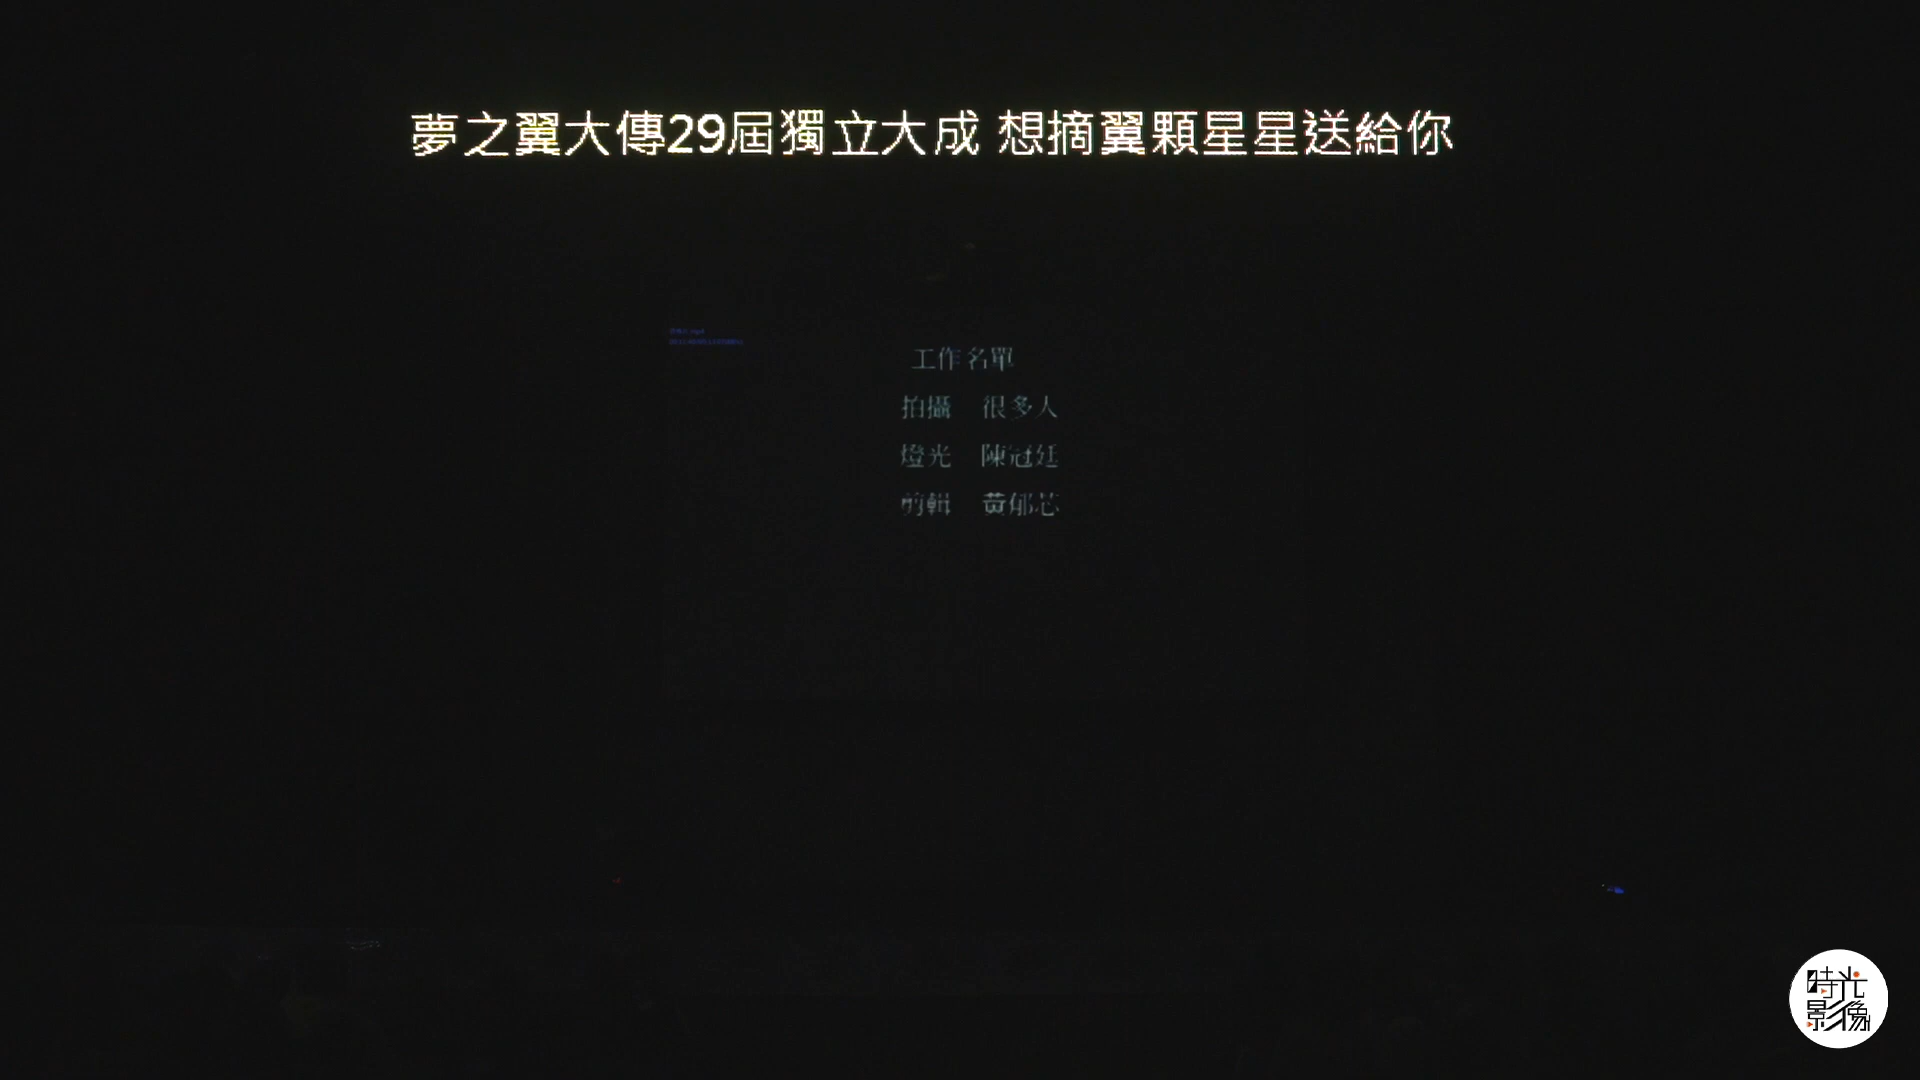 夢之翼大傳29屆獨立大成 想摘翼顆星星送給你
工作名單
拍攝 很多人
燈光 陳冠廷
剪輯 黃郁芯
時光
影像